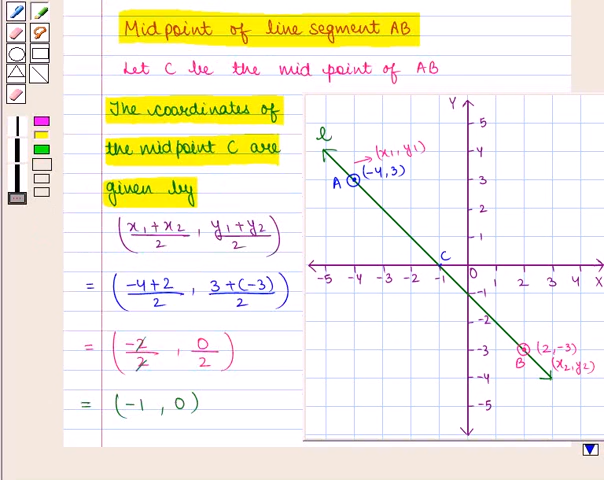 Midpoint of line segment AB
Let C be the mid point of AB
The coordinates of
the midpoint C are
given by
(x₁+x₂/2 , y₁+y₂/2)
= (-4+2/2 , 3+(-3)/2)
= (-2/2 , 0/2)
= (-1 , 0)
Y
5
l
4
→(x₁,y₁)
A (-4,3)
3
2
1
C
-5 -4 -3 -2 -1 0 1 2 3 4 X
-1
-2
-3
(2,-3)
B (x₂,y₂)
-4
-5